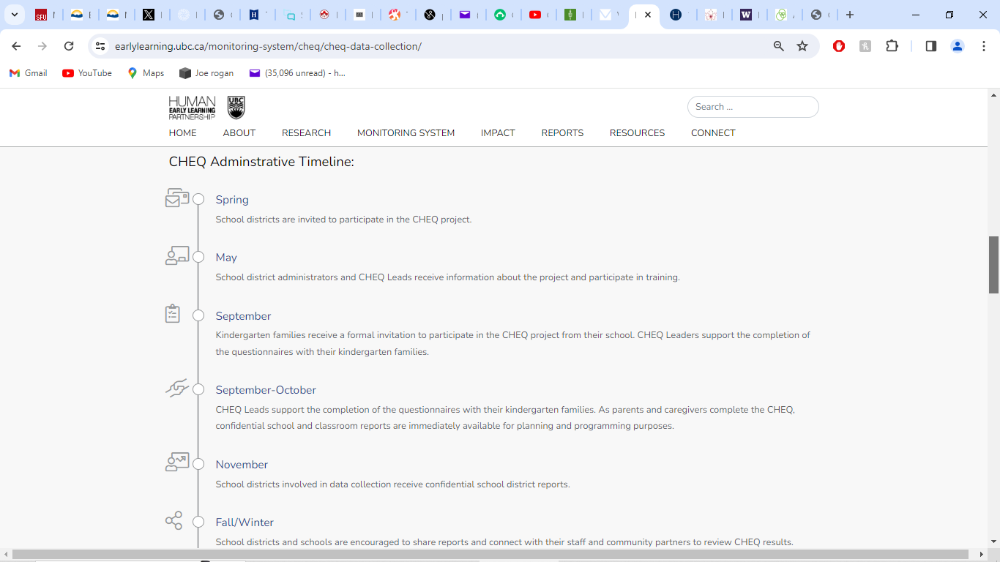 SFU
earlylearning.ubc.ca/monitoring-system/cheq/cheq-data-collection/
Gmail
YouTube
Maps
Joe rogan
(35,096 unread) - h...
HUMAN
EARLY LEARNING
PARTNERSHIP
UBC
Search ...
HOME
ABOUT
RESEARCH
MONITORING SYSTEM
IMPACT
REPORTS
RESOURCES
CONNECT
CHEQ Adminstrative Timeline:
Spring
School districts are invited to participate in the CHEQ project.
May
School district administrators and CHEQ Leads receive information about the project and participate in training.
September
Kindergarten families receive a formal invitation to participate in the CHEQ project from their school. CHEQ Leaders support the completion of
the questionnaires with their kindergarten families.
September-October
CHEQ Leads support the completion of the questionnaires with their kindergarten families. As parents and caregivers complete the CHEQ,
confidential school and classroom reports are immediately available for planning and programming purposes.
November
School districts involved in data collection receive confidential school district reports.
Fall/Winter
School districts and schools are encouraged to share reports and connect with their staff and community partners to review CHEQ results.